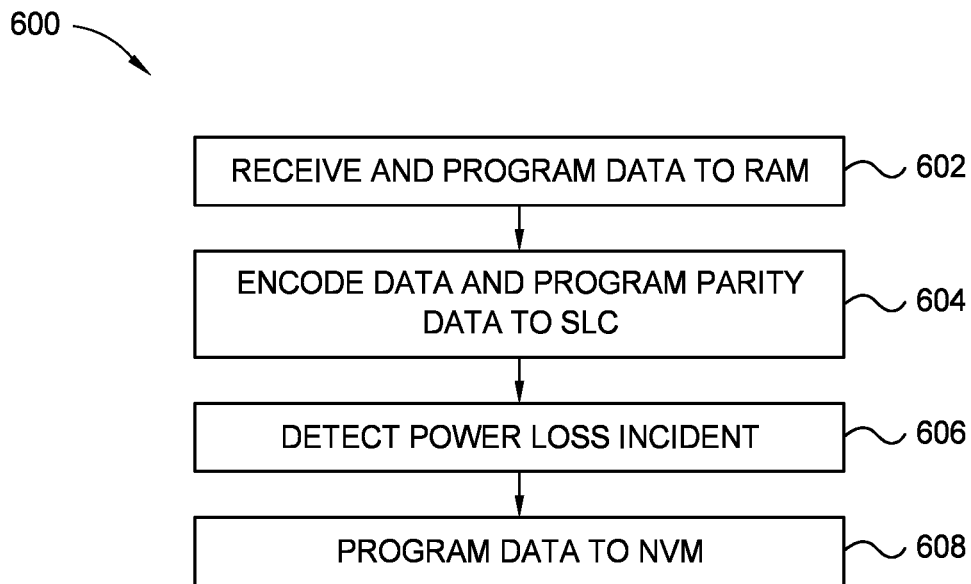 600
RECEIVE AND PROGRAM DATA TO RAM
602
ENCODE DATA AND PROGRAM PARITY
DATA TO SLC
604
DETECT POWER LOSS INCIDENT
606
PROGRAM DATA TO NVM
608